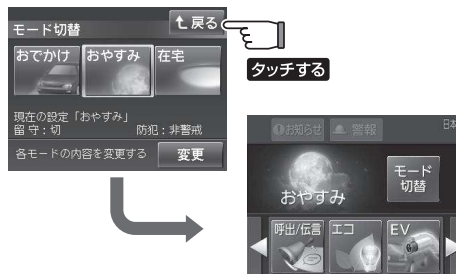 モード切替
戻る
おでかけ
おやすみ
在宅
現在の設定「おやすみ」
留守：切
防犯：非警戒
各モードの内容を変更する
変更
タッチする
お知らせ
警報
おやすみ
モード
切替
呼出/伝言
エコ
EV